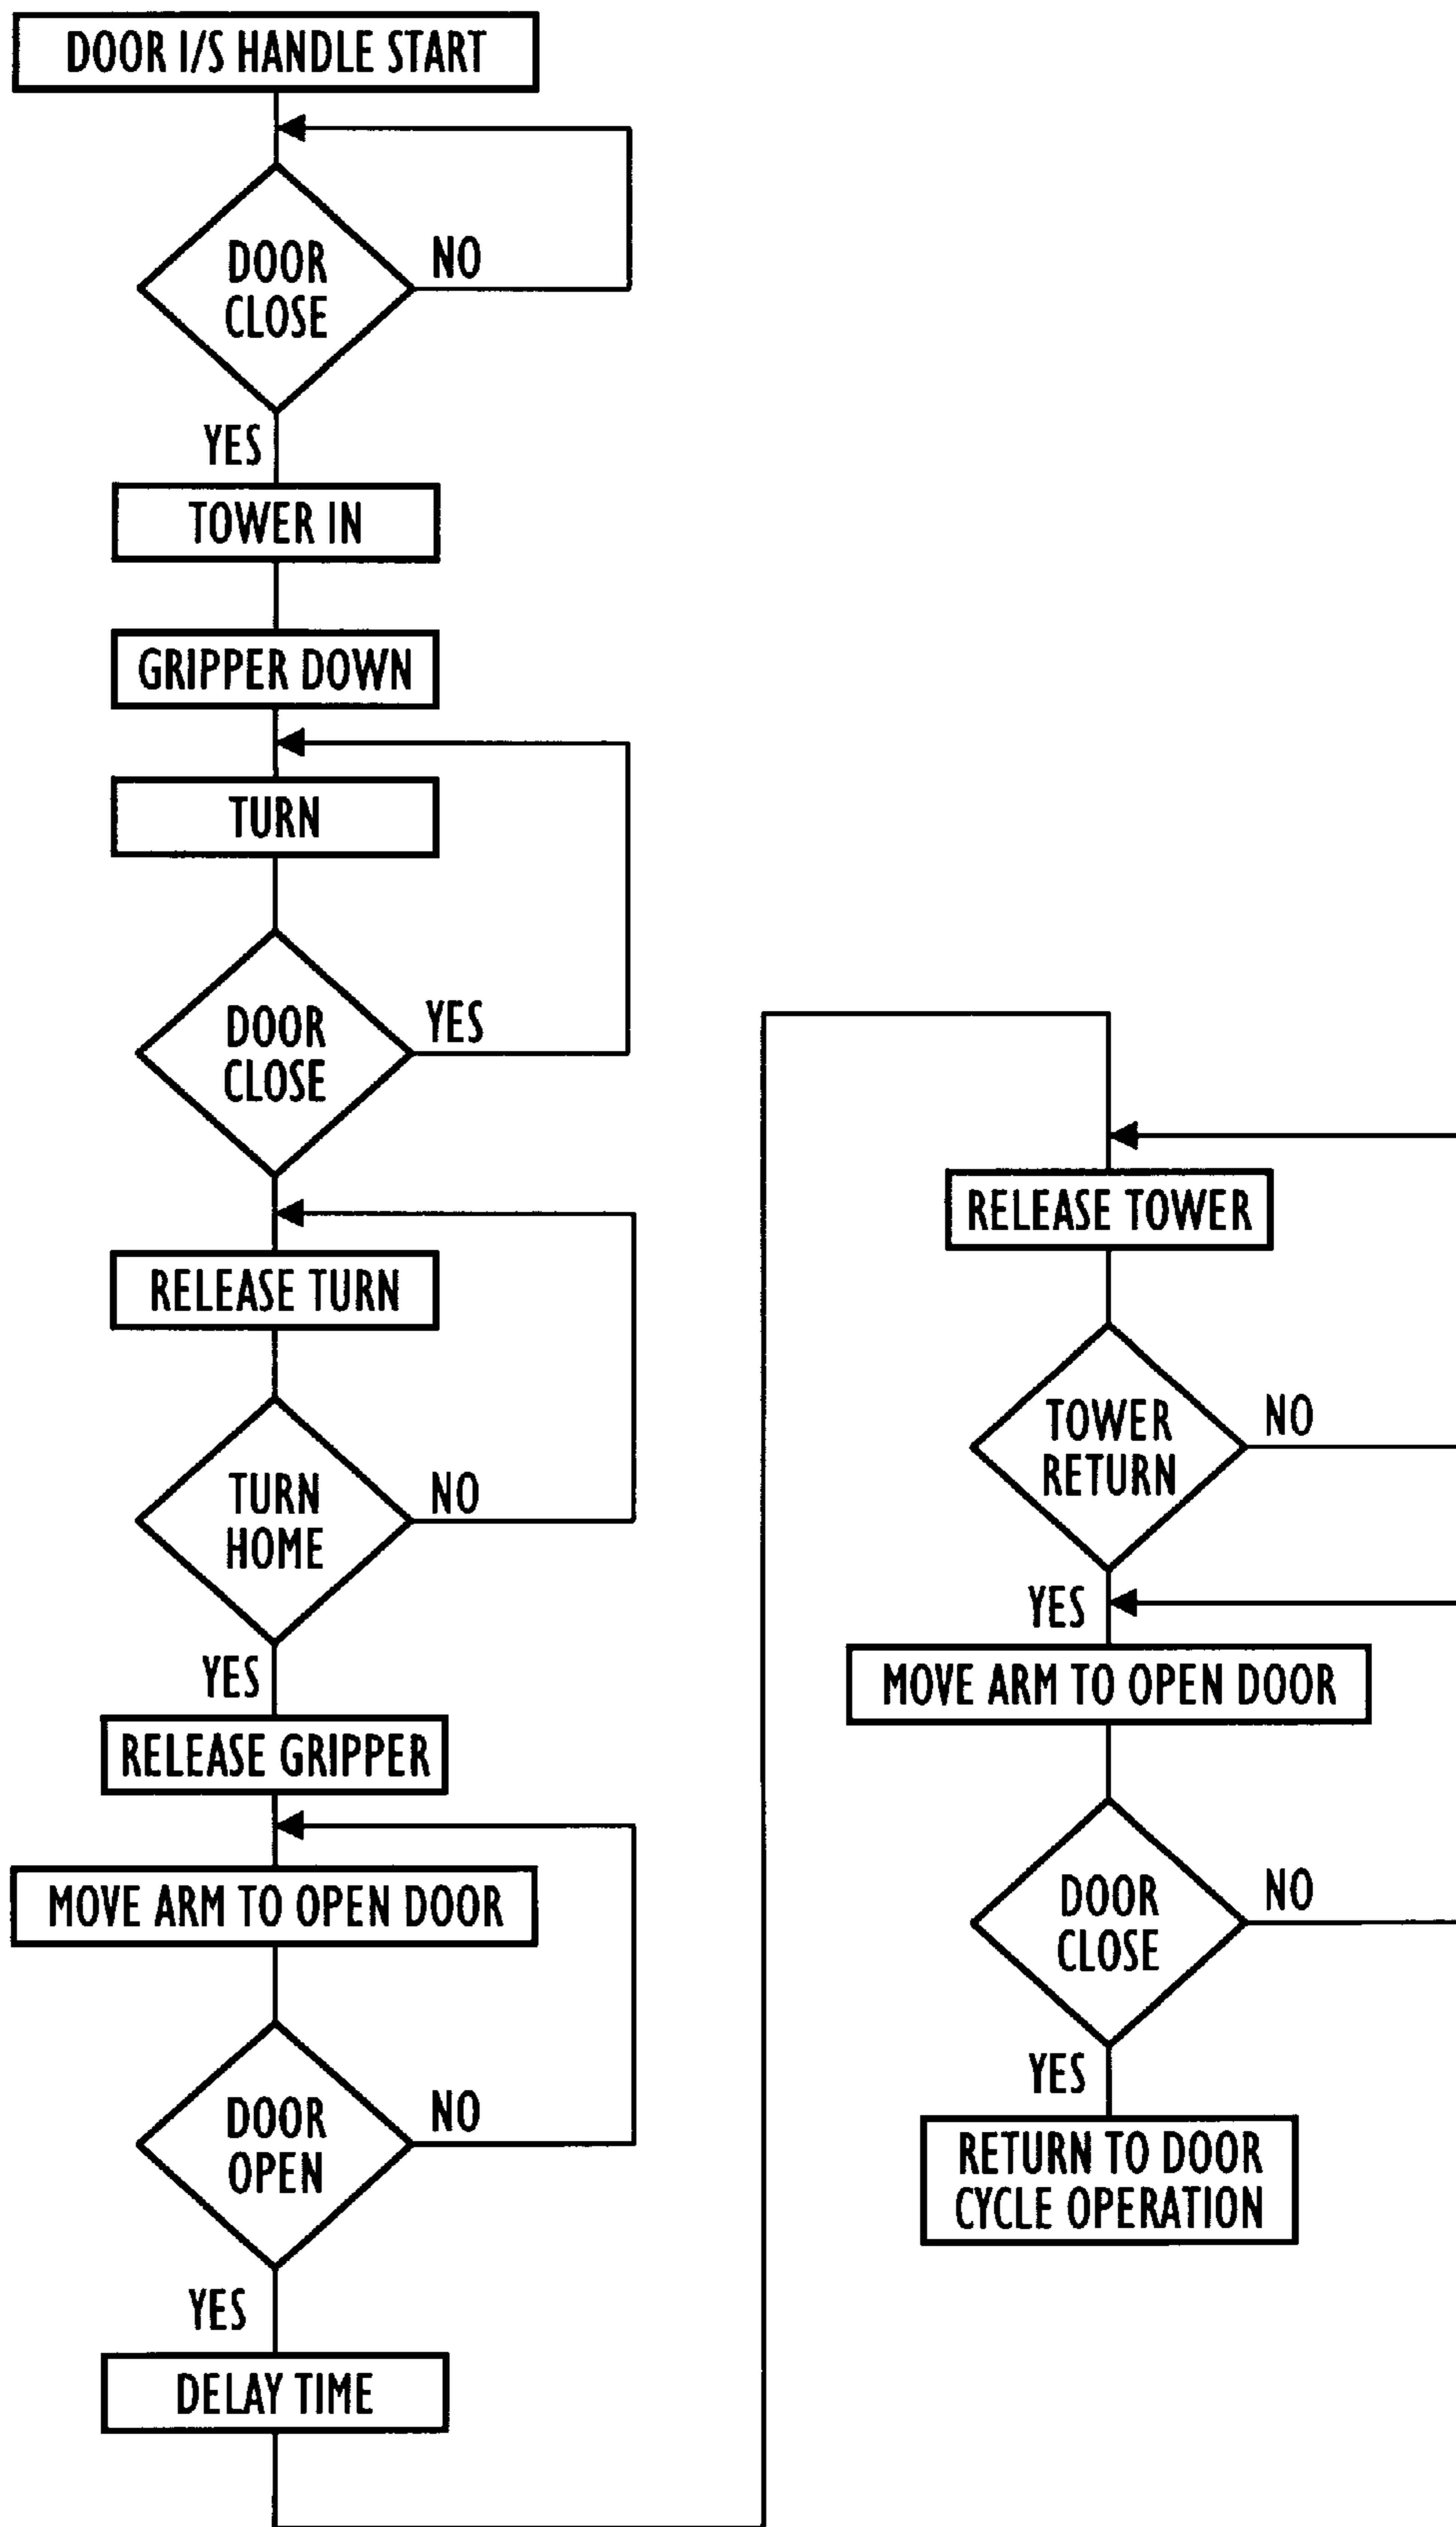 DOOR I/S HANDLE START
DOOR
CLOSE
NO
YES
TOWER IN
GRIPPER DOWN
TURN
DOOR
CLOSE
YES
RELEASE TURN
TURN
HOME
NO
YES
RELEASE GRIPPER
MOVE ARM TO OPEN DOOR
DOOR
OPEN
NO
YES
DELAY TIME
RELEASE TOWER
TOWER
RETURN
NO
YES
MOVE ARM TO OPEN DOOR
DOOR
CLOSE
NO
YES
RETURN TO DOOR
CYCLE OPERATION